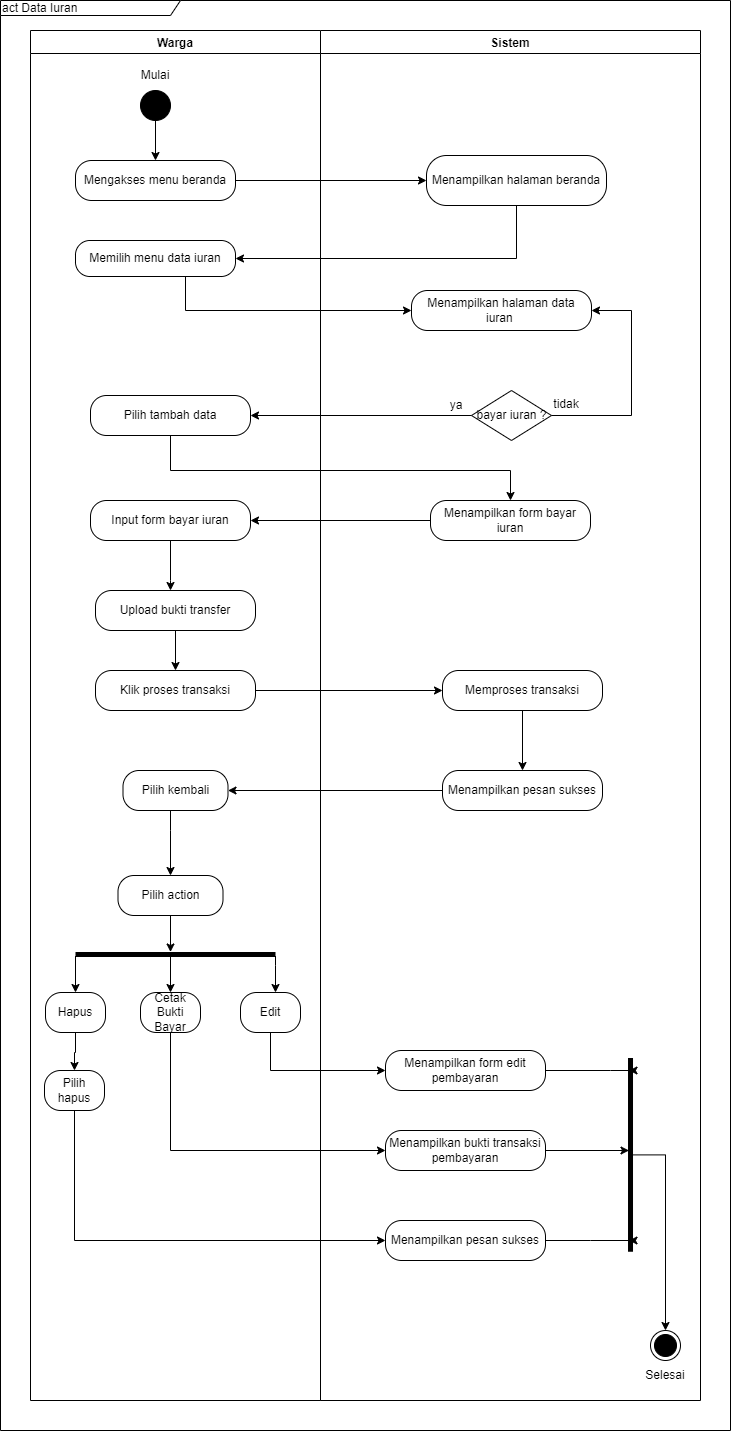 act Data Iuran
Warga
Sistem
Mulai
Mengakses menu beranda
Menampilkan halaman beranda
Memilih menu data iuran
Menampilkan halaman data
iuran
ya
bayar iuran ?
tidak
Pilih tambah data
Menampilkan form bayar
iuran
Input form bayar iuran
Upload bukti transfer
Klik proses transaksi
Memproses transaksi
Menampilkan pesan sukses
Pilih kembali
Pilih action
Hapus
Cetak
Bukti
Bayar
Edit
Menampilkan form edit
pembayaran
Pilih
hapus
Menampilkan bukti transaksi
pembayaran
Menampilkan pesan sukses
Selesai